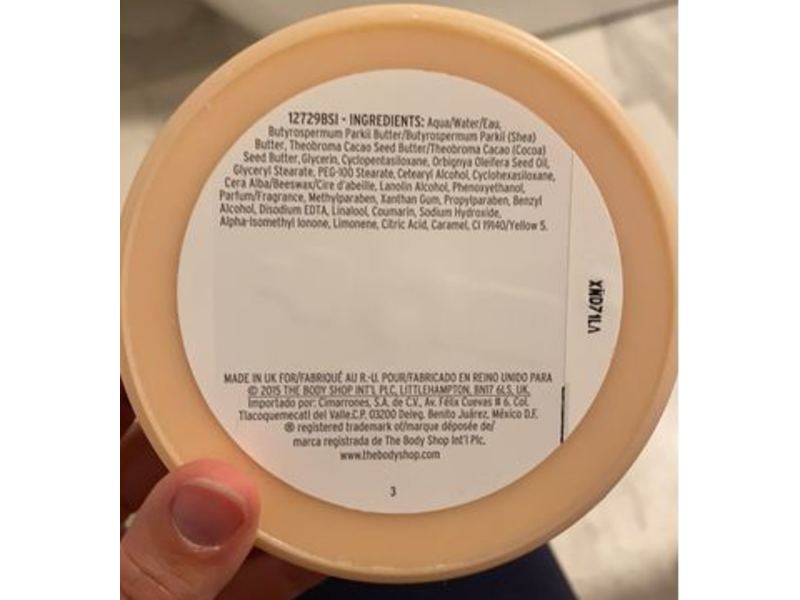 12729BSI - INGREDIENTS: Aqua/Water/Eau,
Butyrospermum Parkii Butter/Butyrospermum Parkii (Shea)
Butter, Theobroma Cacao Seed Butter/Theobroma Cacao (Cocoa)
Seed Butter, Glycerin, Cyclopentasiloxane, Orbignya Oleifera Seed Oil,
Glyceryl Stearate, PEG-100 Stearate, Cetearyl Alcohol, Cyclohexasiloxane,
Cera Alba/Beeswax/Cire d'abeille, Lanolin Alcohol, Phenoxyethanol,
Parfum/Fragrance, Methylparaben, Xanthan Gum, Propylparaben, Benzyl
Alcohol, Disodium EDTA, Linalool, Coumarin, Sodium Hydroxide,
Alpha-Isomethyl Ionone, Limonene, Citric Acid, Caramel, CI 19140/Yellow 5.
MADE IN UK FOR/FABRIQUÉ AU R.-U. POUR/FABRICADO EN REINO UNIDO PARA
© 2015 THE BODY SHOP INT'L PLC, LITTLEHAMPTON, BN17 6LS, UK.
Importado por: Cimarrones, S.A. de C.V., Av. Félix Cuevas # 6. Col.
Tlacoquemecatl del Valle.C.P. 03200 Deleg. Benito Juárez, México D.F.
® registered trademark of/marque déposée de/
marca registrada de The Body Shop Int'l Plc.
www.thebodyshop.com
3